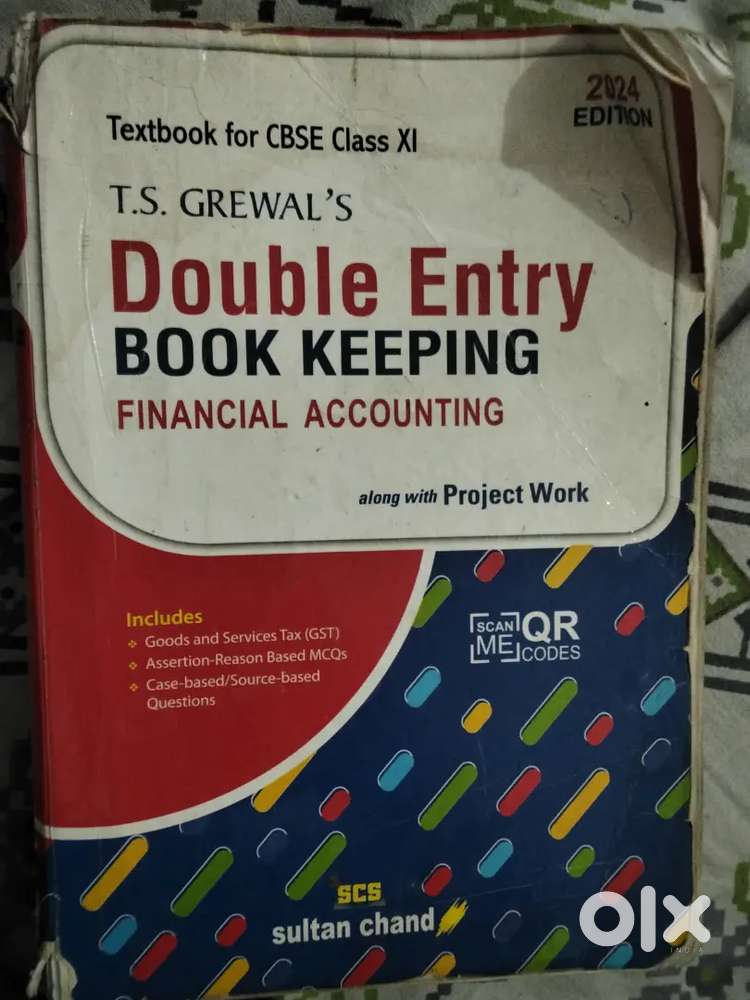 2024
EDITION
Textbook for CBSE Class XI
T.S. GREWAL'S
Double Entry
BOOK KEEPING
FINANCIAL ACCOUNTING
along with Project Work
Includes
Goods and Services Tax (GST)
Assertion-Reason Based MCQs
Case-based/Source-based
Questions
SCAN
ME
QR
CODES
SCS
sultan chand
olx
INDIA